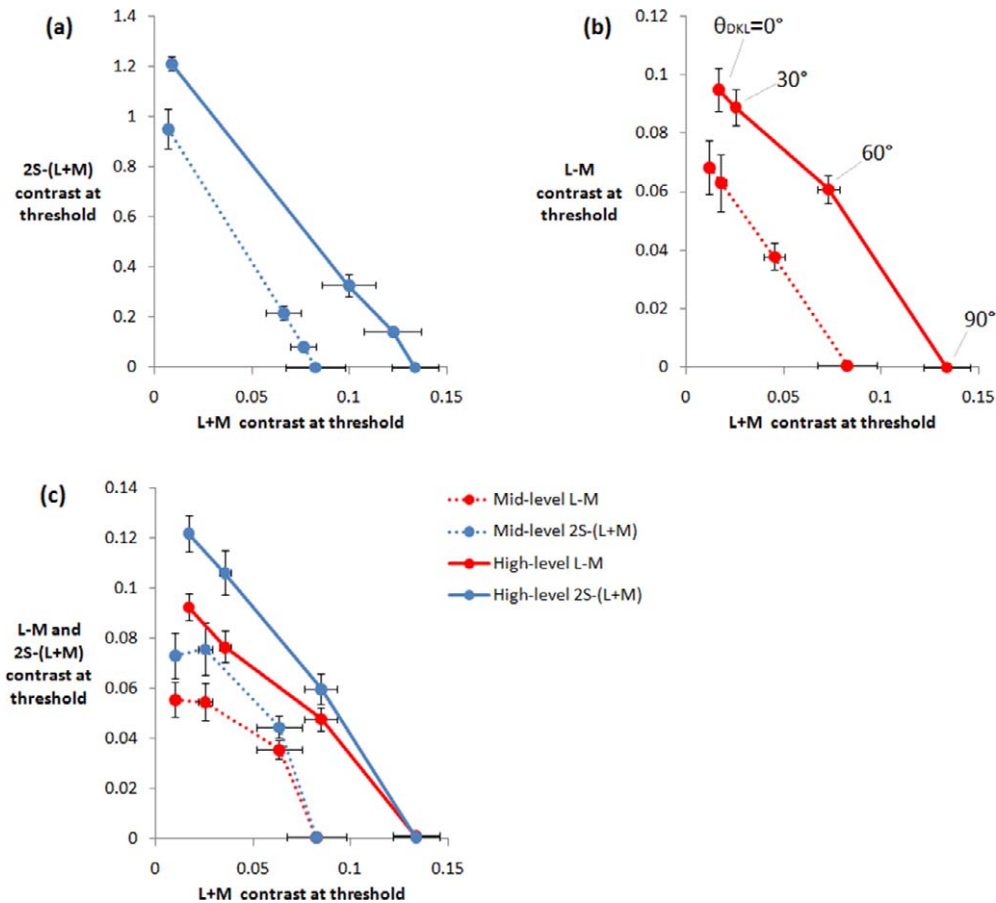 (a)
1.4
1.2
1
0.8
0.6
0.4
0.2
0
2S-(L+M)
contrast at
threshold
0
0.05
0.1
0.15
L+M contrast at threshold
(b)
0.12
0.1
0.08
0.06
0.04
0.02
0
L-M
contrast at
threshold
θDKL=0°
30°
60°
90°
0
0.05
0.1
0.15
L+M contrast at threshold
(c)
0.14
0.12
0.1
0.08
0.06
0.04
0.02
0
L-M and
2S-(L+M)
contrast at
threshold
0
0.05
0.1
0.15
L+M contrast at threshold
Mid-level L-M
Mid-level 2S-(L+M)
High-level L-M
High-level 2S-(L+M)